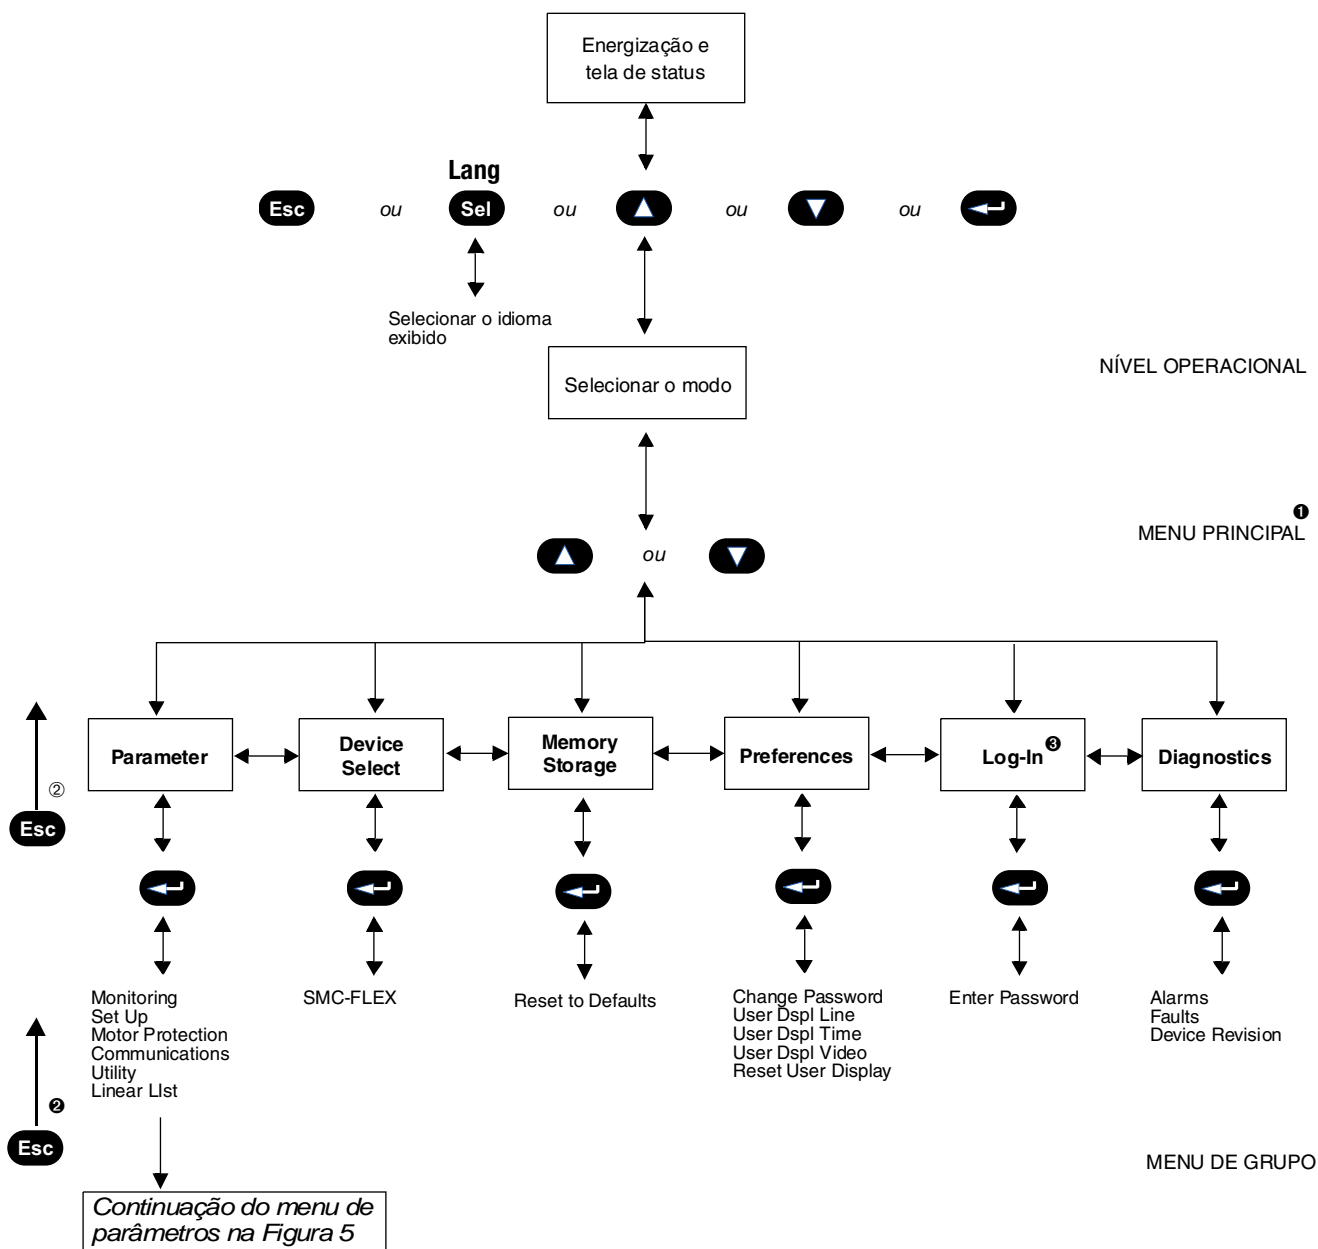 Energização e
tela de status
Lang
Esc ou Sel ou ou ou
Selecionar o idioma
exibido
Selecionar o modo
NÍVEL OPERACIONAL
❶
MENU PRINCIPAL
ou
Parameter
Device
Select
Memory
Storage
Preferences
Log-In ❸
Diagnostics
②
Esc
Monitoring
Set Up
Motor Protection
Communications
Utility
Linear LIst
SMC-FLEX
Reset to Defaults
Change Password
User Dspl Line
User Dspl Time
User Dspl Video
Reset User Display
Enter Password
Alarms
Faults
Device Revision
❷
Esc
MENU DE GRUPO
Continuação do menu de
parâmetros na Figura 5